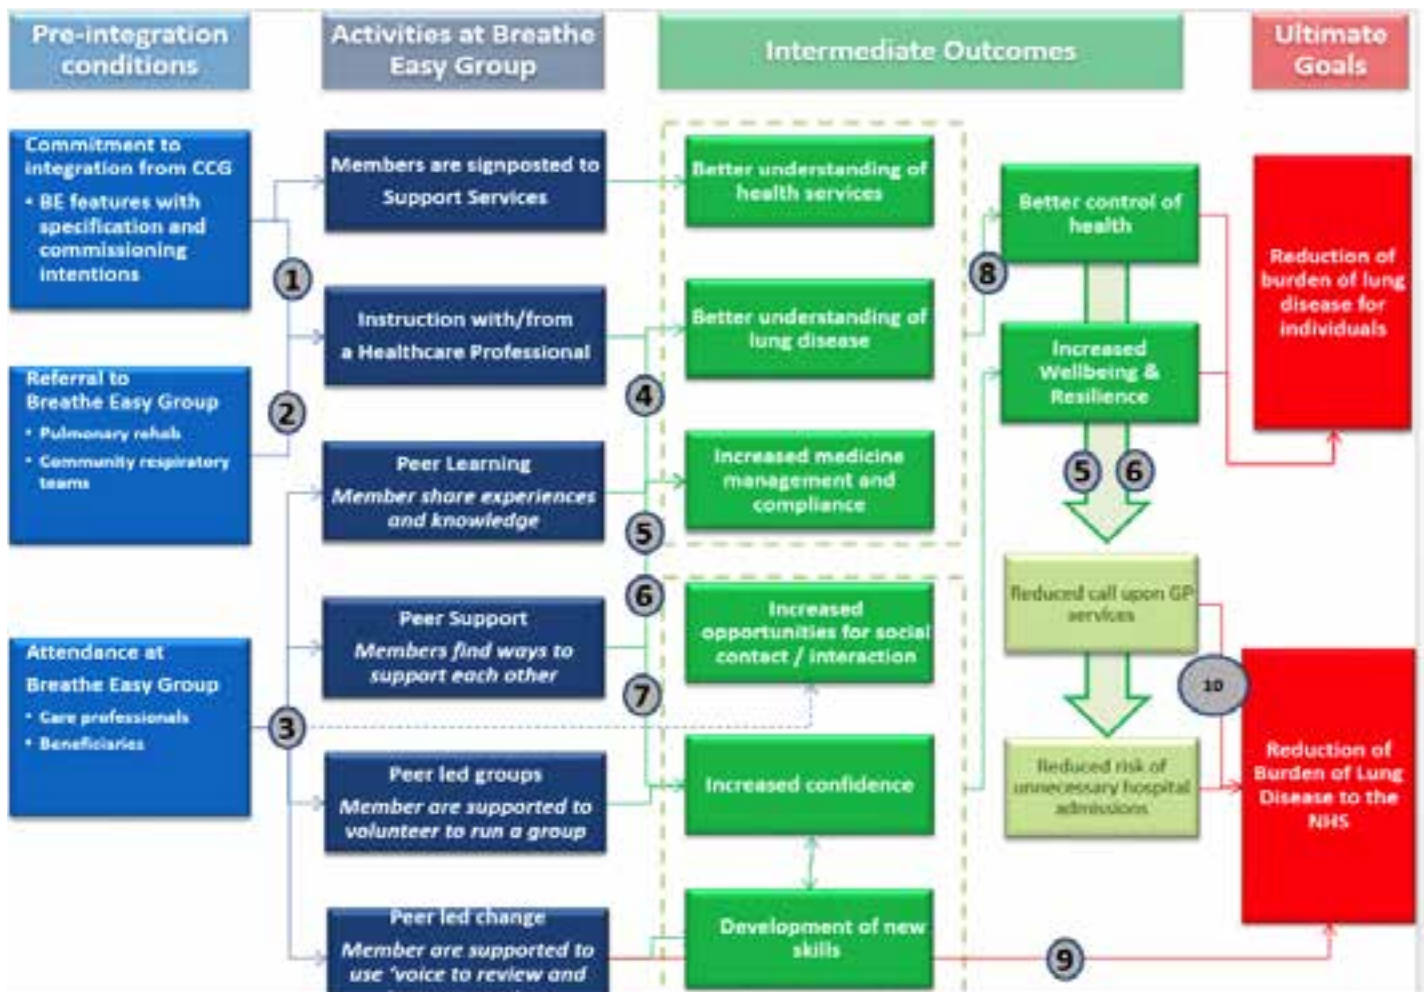 Pre-integration
conditions
Activities at Breathe
Easy Group
Intermediate Outcomes
Ultimate
Goals
Commitment to
integration from CCG
• BE features with
specification and
commissioning
intentions
Referral to
Breathe Easy Group
• Pulmonary rehab
• Community respiratory
teams
Attendance at
Breathe Easy Group
• Care professionals
• Beneficiaries
1
2
3
Members are signposted to
Support Services
Instruction with/from
a Healthcare Professional
Peer Learning
Member share experiences
and knowledge
Peer Support
Members find ways to
support each other
Peer led groups
Member are supported to
volunteer to run a group
Peer led change
Member are supported to
use 'voice to review and
4
5
6
7
Better understanding of
health services
Better understanding of
lung disease
Increased medicine
management and
compliance
Increased
opportunities for social
contact / interaction
Increased confidence
Development of new
skills
8
Better control of
health
Increased
Wellbeing &
Resilience
5
6
Reduced call upon GP
services
Reduced risk of
unnecessary hospital
admissions
9
10
Reduction of
burden of lung
disease for
individuals
Reduction of
Burden of Lung
Disease to the
NHS